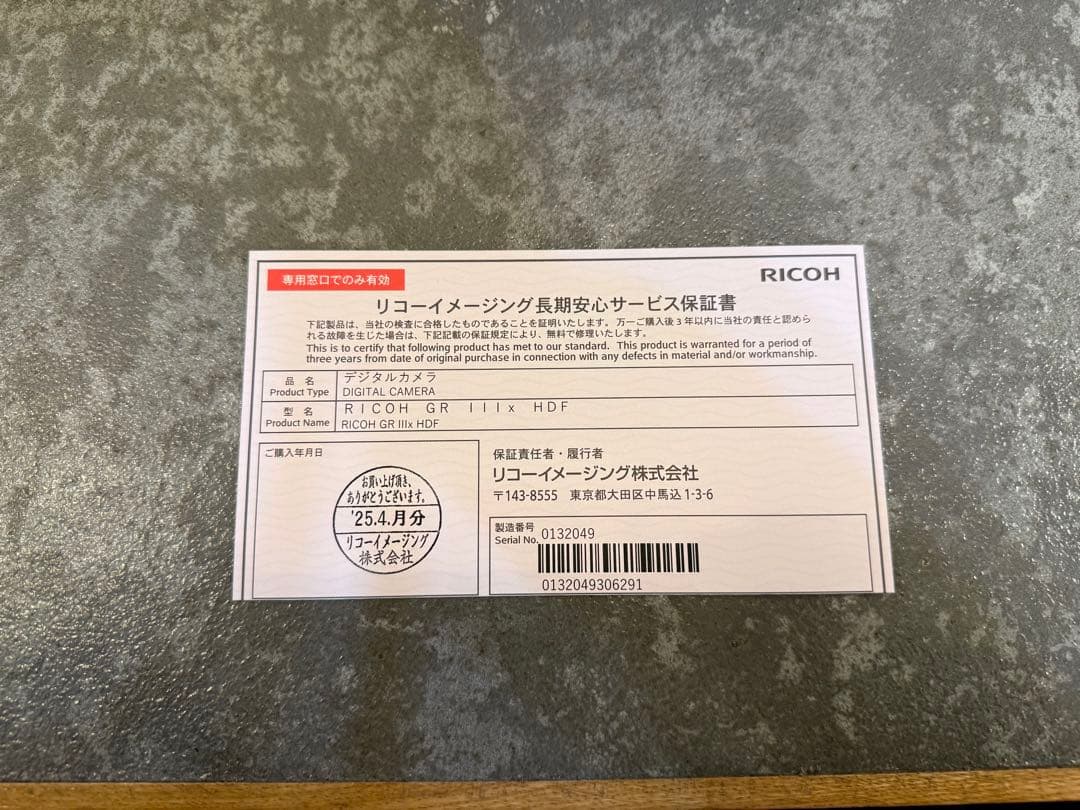 専用窓口でのみ有効
RICOH
リコーイメージング長期安心サービス保証書
下記製品は、当社の検査に合格したものであることを証明いたします。万一ご購入後3年以内に当社の責任と認めら
れる故障を生じた場合は、下記記載の保証規定により、無料で修理いたします。
This is to certify that following product has met to our standard. This product is warranted for a period of
three years from date of original purchase in connection with any defects in material and/or workmanship.
品 名
Product Type
デジタルカメラ
DIGITAL CAMERA
型 名
Product Name
RICOH GR IIIx HDF
RICOH GR IIIx HDF
ご購入年月日
お買い上げ頂き、
ありがとうございます。
'25.4.月分
リコーイメージング
株式会社
保証責任者・履行者
リコーイメージング株式会社
〒143-8555 東京都大田区中馬込1-3-6
製造番号
Serial No.
0132049
0132049306291